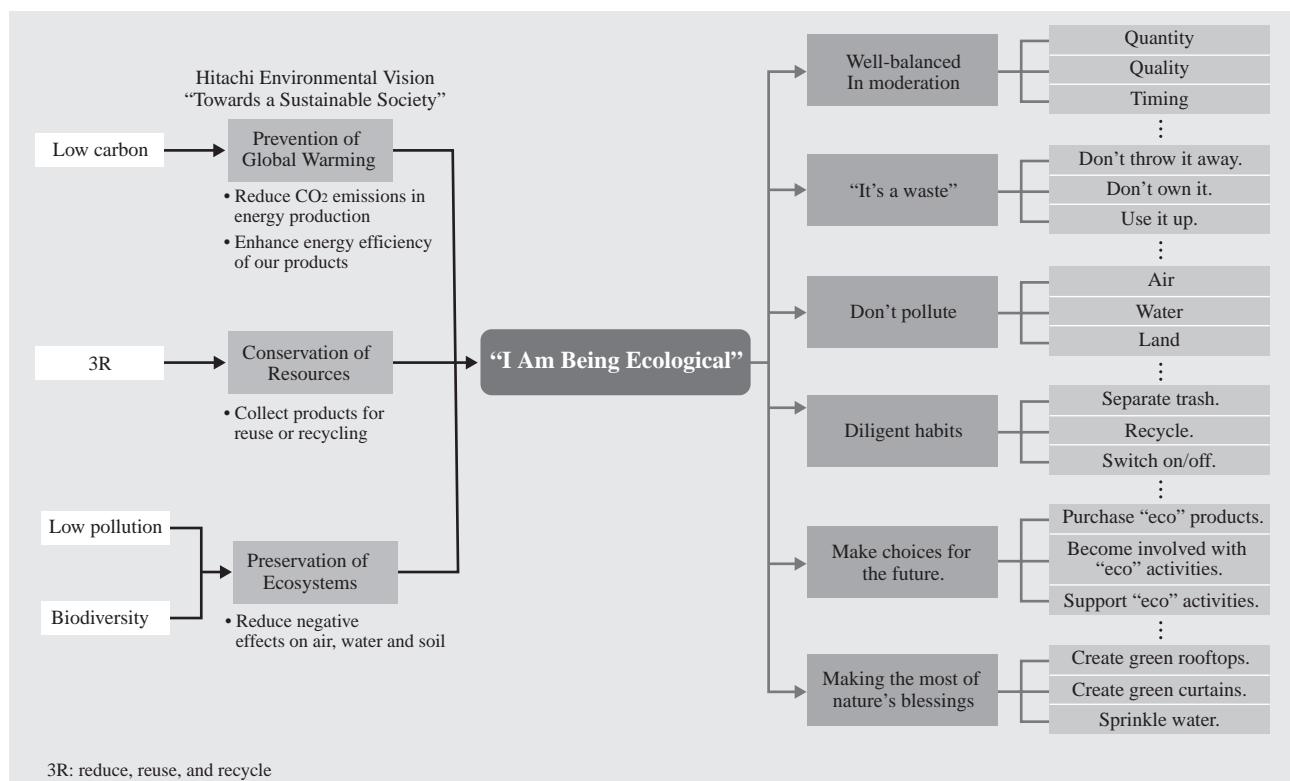 Hitachi Environmental Vision
“Towards a Sustainable Society”
Low carbon
Prevention of
Global Warming
• Reduce CO2 emissions in
energy production
• Enhance energy efficiency
of our products
3R
Conservation of
Resources
• Collect products for
reuse or recycling
Low pollution
Biodiversity
Preservation of
Ecosystems
• Reduce negative
effects on air, water and soil
“I Am Being Ecological”
Well-balanced
In moderation
Quantity
Quality
Timing
“It’s a waste”
Don’t throw it away.
Don’t own it.
Use it up.
Don’t pollute
Air
Water
Land
Diligent habits
Separate trash.
Recycle.
Switch on/off.
Make choices for
the future.
Purchase “eco” products.
Become involved with
“eco” activities.
Support “eco” activities.
Making the most of
nature’s blessings
Create green rooftops.
Create green curtains.
Sprinkle water.
3R: reduce, reuse, and recycle